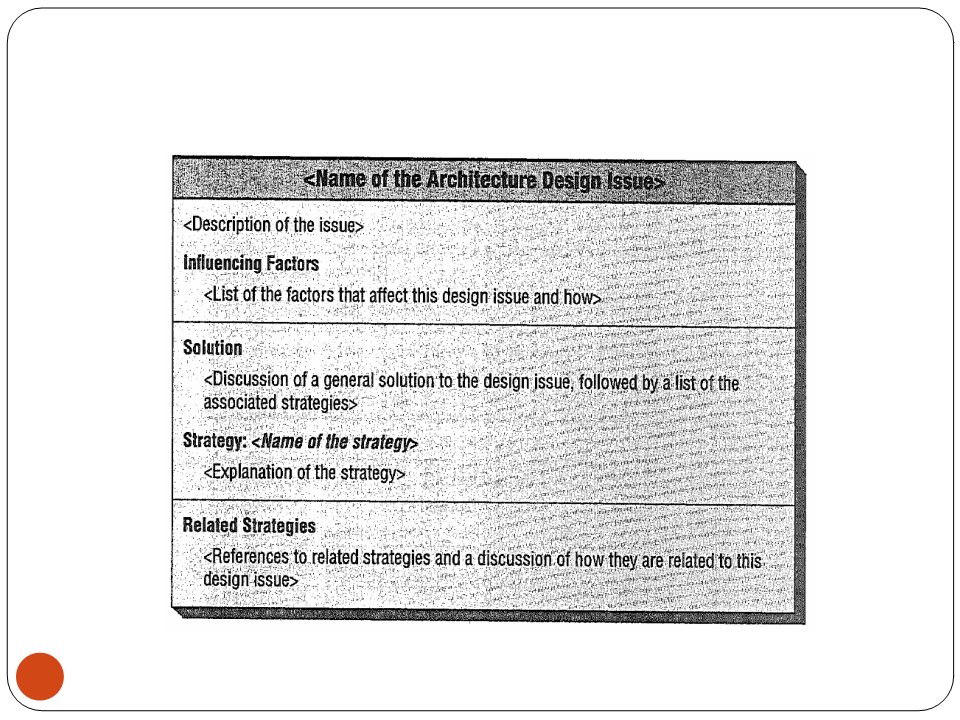 <Name of the Architecture Design Issue>
<Description of the issue>
Influencing Factors
<List of the factors that affect this design issue and how>
Solution
<Discussion of a general solution to the design issue, followed by a list of the
associated strategies>
Strategy: <Name of the strategy>
<Explanation of the strategy>
Related Strategies
<References to related strategies and a discussion of how they are related to this
design issue>